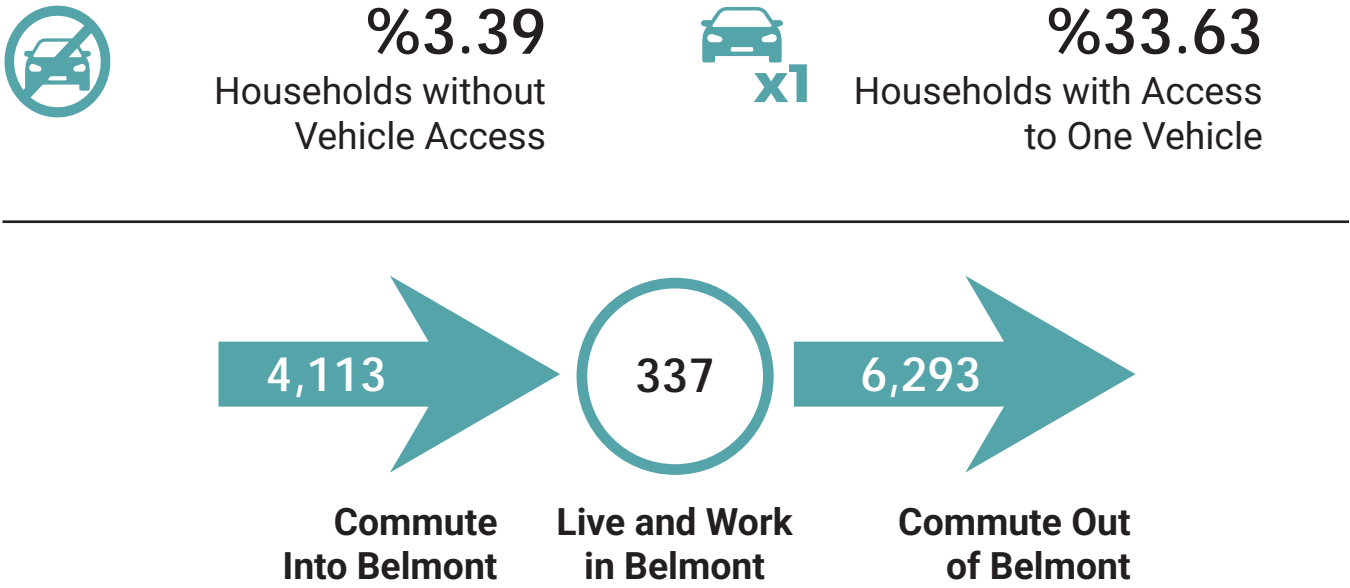 %3.39
Households without
Vehicle Access
x1
%33.63
Households with Access
to One Vehicle
4,113
337
6,293
Commute
Into Belmont
Live and Work
in Belmont
Commute Out
of Belmont